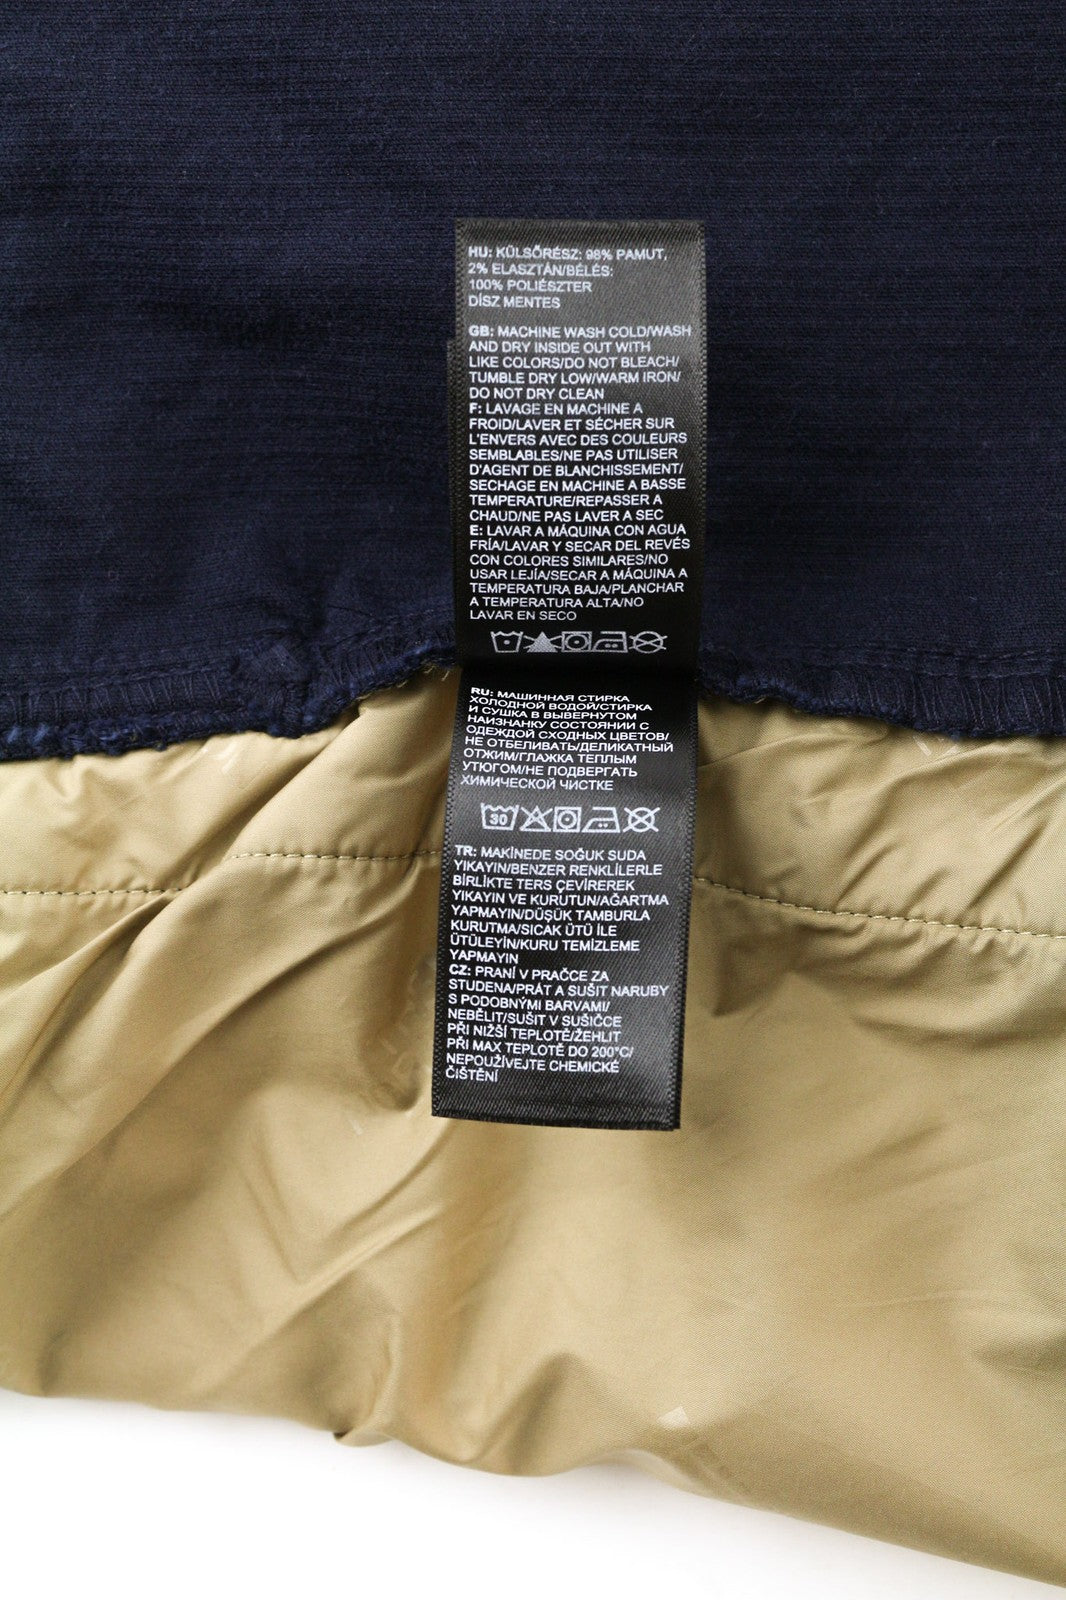 HU: KÜLSŐRÉSZ: 98% PAMUT,
2% ELASZTÁN/BÉLÉS:
100% POLIÉSZTER
DÍSZ MENTES
GB: MACHINE WASH COLD/WASH
AND DRY INSIDE OUT WITH
LIKE COLORS/DO NOT BLEACH/
TUMBLE DRY LOW/WARM IRON/
DO NOT DRY CLEAN
F: LAVAGE EN MACHINE A
FROID/LAVER ET SÉCHER SUR
L'ENVERS AVEC DES COULEURS
SEMBLABLES/NE PAS UTILISER
D'AGENT DE BLANCHISSEMENT/
SECHAGE EN MACHINE A BASSE
TEMPERATURE/REPASSER A
CHAUD/NE PAS LAVER A SEC
E: LAVAR A MÁQUINA CON AGUA
FRÍA/LAVAR Y SECAR DEL REVÉS
CON COLORES SIMILARES/NO
USAR LEJÍA/SECAR A MÁQUINA A
TEMPERATURA BAJA/PLANCHAR
A TEMPERATURA ALTA/NO
LAVAR EN SECO
RU: МАШИННАЯ СТИРКА
ХОЛОДНОЙ ВОДОЙ/СТИРКА
И СУШКА В ВЫВЕРНУТОМ
НАИЗНАНКУ СОСТОЯНИИ С
ОДЕЖДОЙ СХОДНЫХ ЦВЕТОВ/
НЕ ОТБЕЛИВАТЬ/ДЕЛИКАТНЫЙ
ОТЖИМ/ГЛАЖКА ТЕПЛЫМ
УТЮГОМ/НЕ ПОДВЕРГАТЬ
ХИМИЧЕСКОЙ ЧИСТКЕ
30
TR: MAKİNEDE SOĞUK SUDA
YIKAYIN/BENZER RENKLİLERLE
BİRLİKTE TERS ÇEVİREREK
YIKAYIN VE KURUTUN/AĞARTMA
YAPMAYIN/DÜŞÜK TAMBURLA
KURUTMA/SICAK ÜTÜ İLE
ÜTÜLEYİN/KURU TEMİZLEME
YAPMAYIN
CZ: PRANÍ V PRAČCE ZA
STUDENA/PRÁT A SUŠIT NARUBY
S PODOBNÝMI BARVAMI/
NEBĚLIT/SUŠIT V SUŠIČCE
PŘI NIŽŠÍ TEPLOTĚ/ŽEHLIT
PŘI MAX TEPLOTĚ DO 200°C/
NEPOUŽÍVEJTE CHEMICKÉ
ČIŠTĚNÍ